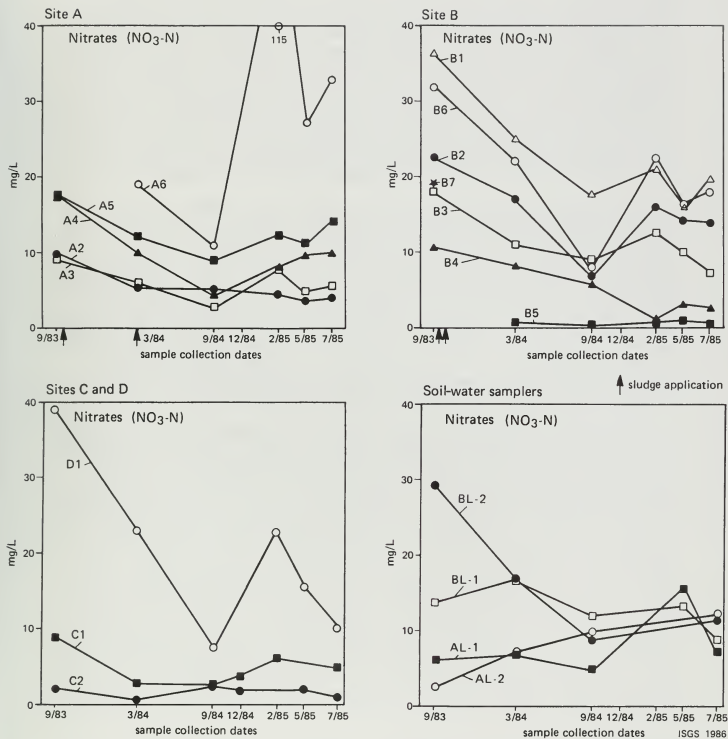 Site A
Nitrates (NO3-N)
40
30
20
10
0
mg/L
115
A6
A5
A4
A2
A3
9/83 3/84 9/84 12/84 2/85 5/85 7/85
sample collection dates
Site B
Nitrates (NO3-N)
40
30
20
10
0
mg/L
B1
B6
B2
B7
B3
B4
B5
9/83 3/84 9/84 12/84 2/85 5/85 7/85
sample collection dates
sludge application
Sites C and D
Nitrates (NO3-N)
40
30
20
10
0
mg/L
D1
C1
C2
9/83 3/84 9/84 12/84 2/85 5/85 7/85
sample collection dates
Soil-water samplers
Nitrates (NO3-N)
40
30
20
10
0
mg/L
BL-2
BL-1
AL-1
AL-2
9/83 3/84 9/84 12/84 2/85 5/85 7/85
sample collection dates
ISGS 1986